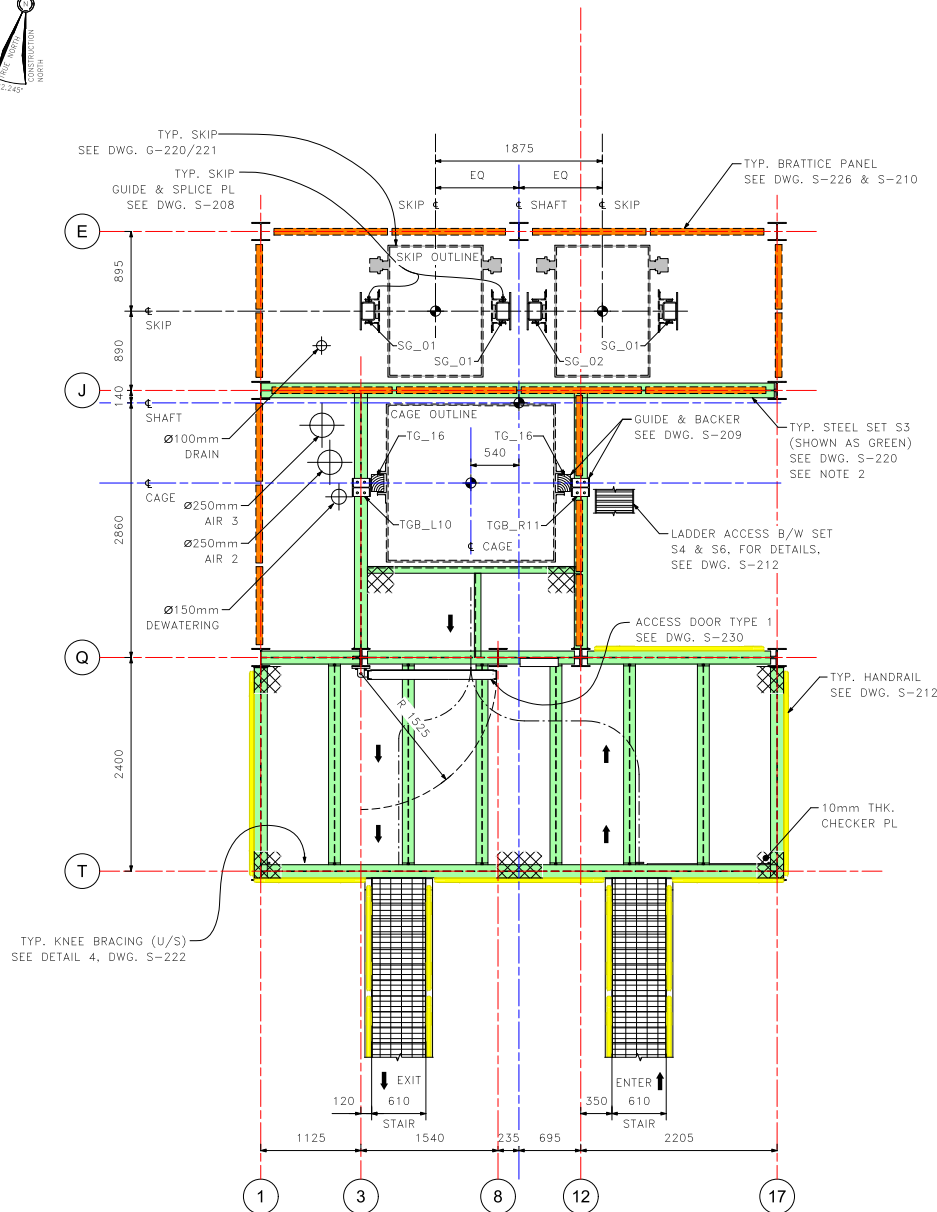 TRUE NORTH
CONSTRUCTION
NORTH
2.245°
TYP. SKIP
SEE DWG. G-220/221
TYP. SKIP
GUIDE & SPLICE PL
SEE DWG. S-208
1875
EQ
EQ
SKIP ℄
℄ SHAFT
℄ SKIP
TYP. BRATTICE PANEL
SEE DWG. S-226 & S-210
E
895
SKIP OUTLINE
℄
SKIP
SG_01
SG_01
SG_02
SG_01
890
J
140
℄
SHAFT
CAGE OUTLINE
GUIDE & BACKER
SEE DWG. S-209
TYP. STEEL SET S3
(SHOWN AS GREEN)
SEE DWG. S-220
SEE NOTE 2
Ø100mm
DRAIN
TG_16
TG_16
540
℄
CAGE
Ø250mm
AIR 3
TGB_L10
TGB_R11
2860
Ø250mm
AIR 2
℄ CAGE
LADDER ACCESS B/W SET
S4 & S6, FOR DETAILS,
SEE DWG. S-212
Ø150mm
DEWATERING
ACCESS DOOR TYPE 1
SEE DWG. S-230
Q
TYP. HANDRAIL
SEE DWG. S-212
R 1525
2400
10mm THK.
CHECKER PL
T
TYP. KNEE BRACING (U/S)
SEE DETAIL 4, DWG. S-222
EXIT
ENTER
120
610
350
610
STAIR
STAIR
1125
1540
235
695
2205
1
3
8
12
17